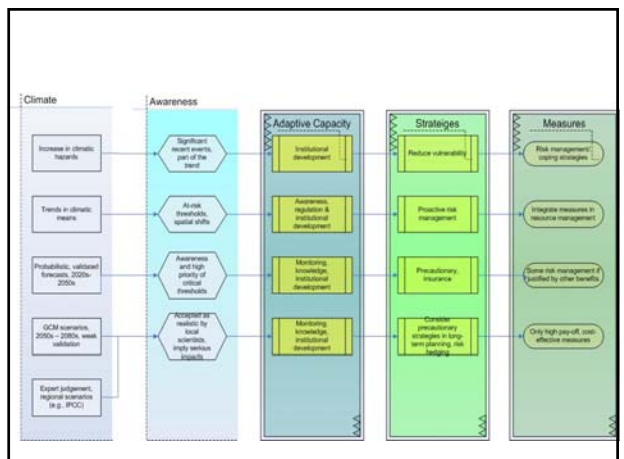 Climate
Increase in climatic
hazards
Trends in climatic
means
Probabilistic, validated
forecasts, 2020s-
2050s
GCM scenarios,
2050s – 2080s, weak
validation
Expert judgement,
regional scenarios
(e.g., IPCC)
Awareness
Significant
recent events,
part of the
trend
At-risk
thresholds,
spatial shifts
Awareness
and high
priority of
critical
thresholds
Accepted as
realistic by
local
scientists,
imply serious
impacts
Adaptive Capacity
Institutional
development
Awareness,
regulation &
institutional
development
Monitoring,
knowledge,
institutional
development
Monitoring,
knowledge,
institutional
development
Strateiges
Reduce vulnerability
Proactive risk
management
Precautionary,
insurance
Consider
precautionary
strategies in long-
term planning, risk
hedging
Measures
Risk management/
coping strategies
Integrate measures in
resource management
Some risk management if
justified by other benefits
Only high pay-off, cost-
effective measures